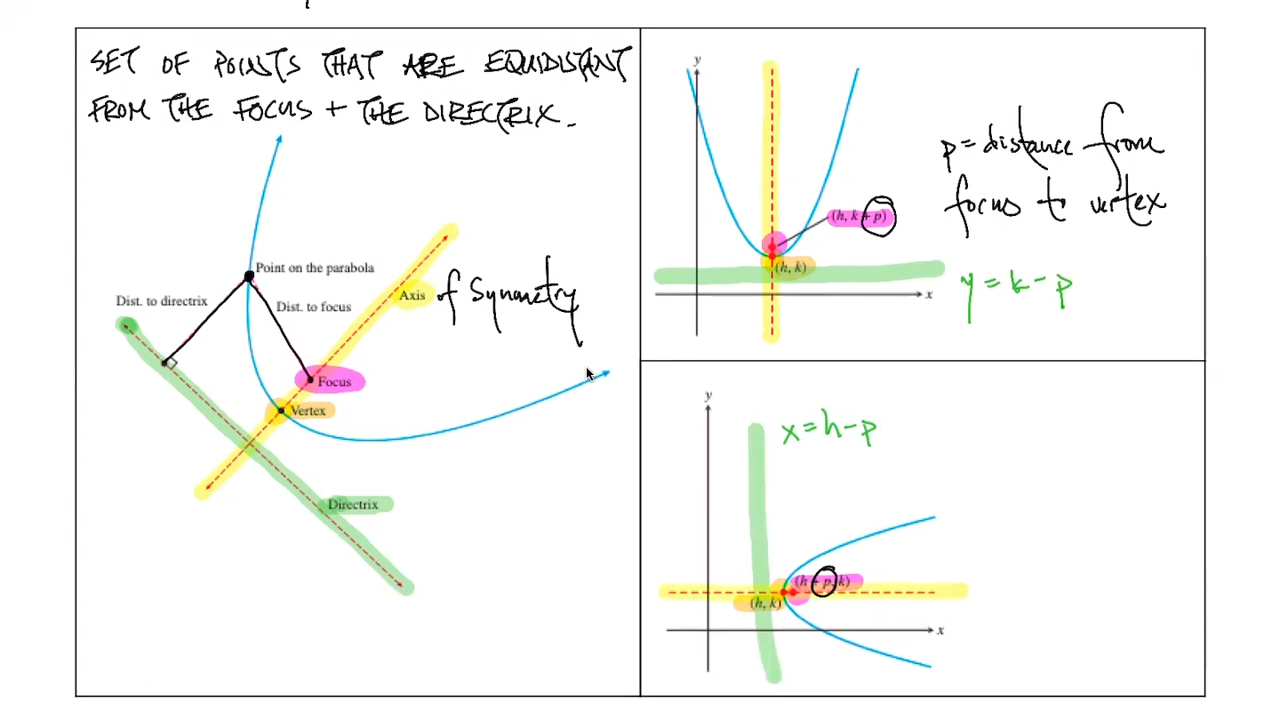 SET OF POINTS THAT ARE EQUIDISTANT
FROM THE FOCUS + THE DIRECTRIX.
Point on the parabola
Dist. to directrix
Dist. to focus
Axis of Symmetry
Focus
Vertex
Directrix
y
(h, k + p)
(h, k)
x
p = distance from
focus to vertex
y = k - p
y
x = h - p
(h + p, k)
(h, k)
x